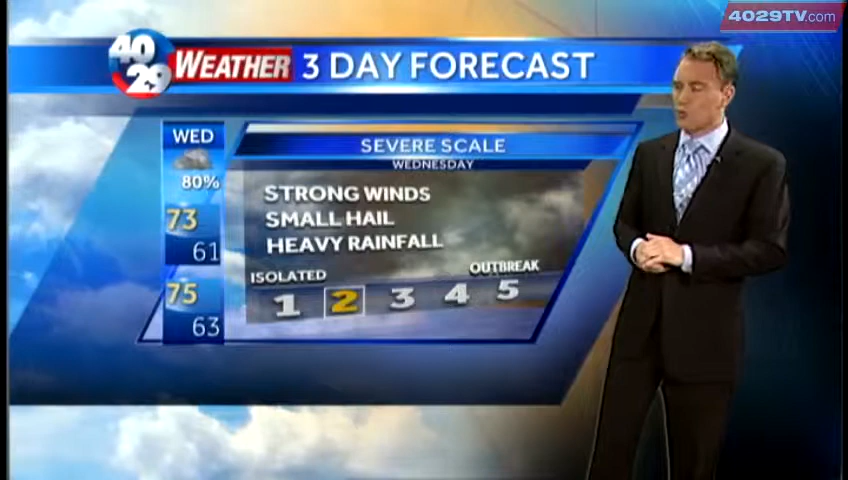 4029TV.com
40
29
WEATHER 3 DAY FORECAST
WED
80%
73
61
75
63
SEVERE SCALE
WEDNESDAY
STRONG WINDS
SMALL HAIL
HEAVY RAINFALL
ISOLATED
OUTBREAK
1 2 3 4 5